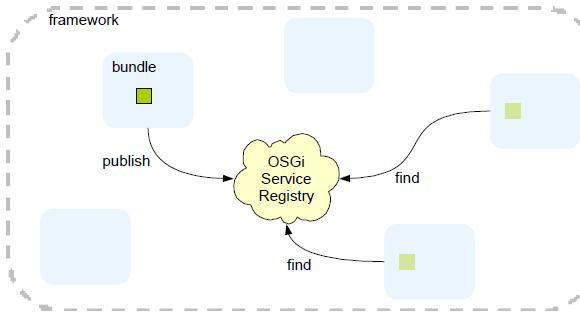 framework
bundle
publish
OSGi
Service
Registry
find
find